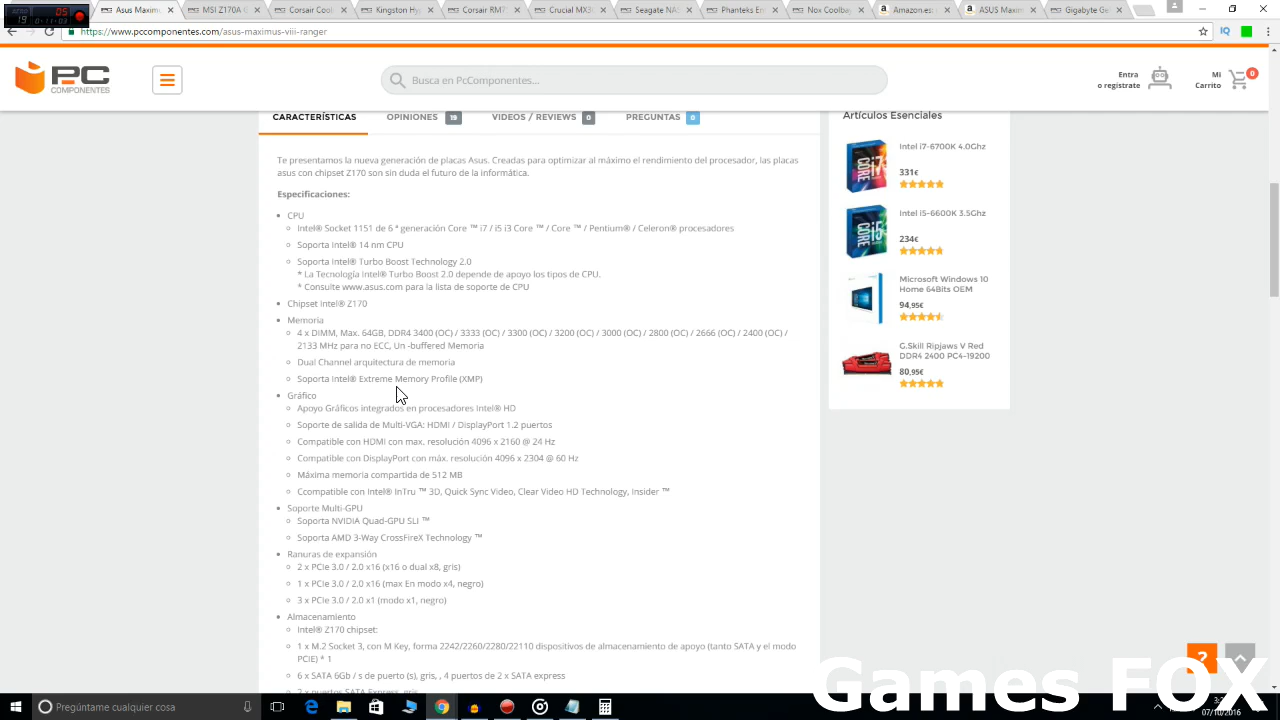 05
19 0:11:03
Asus Maximu
MSI Z170A G
Corsair Conc
Kingston Hy
Crucial MX3
Seagate NAS
Nox Coolbay
Amazon.es:
ASUS Maxim
Gigabyte Ge
https://www.pccomponentes.com/asus-maximus-viii-ranger
IQ
PC
COMPONENTES
Busca en PcComponentes...
Entra
o regístrate
Mi
Carrito
0
CARACTERÍSTICAS OPINIONES 19 VIDEOS / REVIEWS 0 PREGUNTAS 0
Te presentamos la nueva generación de placas Asus. Creadas para optimizar al máximo el rendimiento del procesador, las placas
asus con chipset Z170 son sin duda el futuro de la informática.
Especificaciones:
CPU
Intel® Socket 1151 de 6 ª generación Core ™ i7 / i5 i3 Core ™ / Core ™ / Pentium® / Celeron® procesadores
Soporta Intel® 14 nm CPU
Soporta Intel® Turbo Boost Technology 2.0
* La Tecnología Intel® Turbo Boost 2.0 depende de apoyo los tipos de CPU.
* Consulte www.asus.com para la lista de soporte de CPU
Chipset Intel® Z170
Memoria
4 x DIMM, Max. 64GB, DDR4 3400 (OC) / 3333 (OC) / 3300 (OC) / 3200 (OC) / 3000 (OC) / 2800 (OC) / 2666 (OC) / 2400 (OC) /
2133 MHz para no ECC, Un -buffered Memoria
Dual Channel arquitectura de memoria
Soporta Intel® Extreme Memory Profile (XMP)
Gráfico
Apoyo Gráficos integrados en procesadores Intel® HD
Soporte de salida de Multi-VGA: HDMI / DisplayPort 1.2 puertos
Compatible con HDMI con max. resolución 4096 x 2160 @ 24 Hz
Compatible con DisplayPort con máx. resolución 4096 x 2304 @ 60 Hz
Máxima memoria compartida de 512 MB
Ccompatible con Intel® InTru ™ 3D, Quick Sync Video, Clear Video HD Technology, Insider ™
Soporte Multi-GPU
Soporta NVIDIA Quad-GPU SLI ™
Soporta AMD 3-Way CrossFireX Technology ™
Ranuras de expansión
2 x PCIe 3.0 / 2.0 x16 (x16 o dual x8, gris)
1 x PCIe 3.0 / 2.0 x16 (max En modo x4, negro)
3 x PCIe 3.0 / 2.0 x1 (modo x1, negro)
Almacenamiento
Intel® Z170 chipset:
1 x M.2 Socket 3, con M Key, forma 2242/2260/2280/22110 dispositivos de almacenamiento de apoyo (tanto SATA y el modo
PCIE) * 1
6 x SATA 6Gb / s de puerto (s), gris, , 4 puertos de 2 x SATA express
2 x puertos SATA Express, gris
Artículos Esenciales
Intel i7-6700K 4.0Ghz
331€
Intel i5-6600K 3.5Ghz
234€
Microsoft Windows 10
Home 64Bits OEM
94,95€
G.Skill Ripjaws V Red
DDR4 2400 PC4-19200
80,95€
?
Games FOX
Pregúntame cualquier cosa
07/10/2016